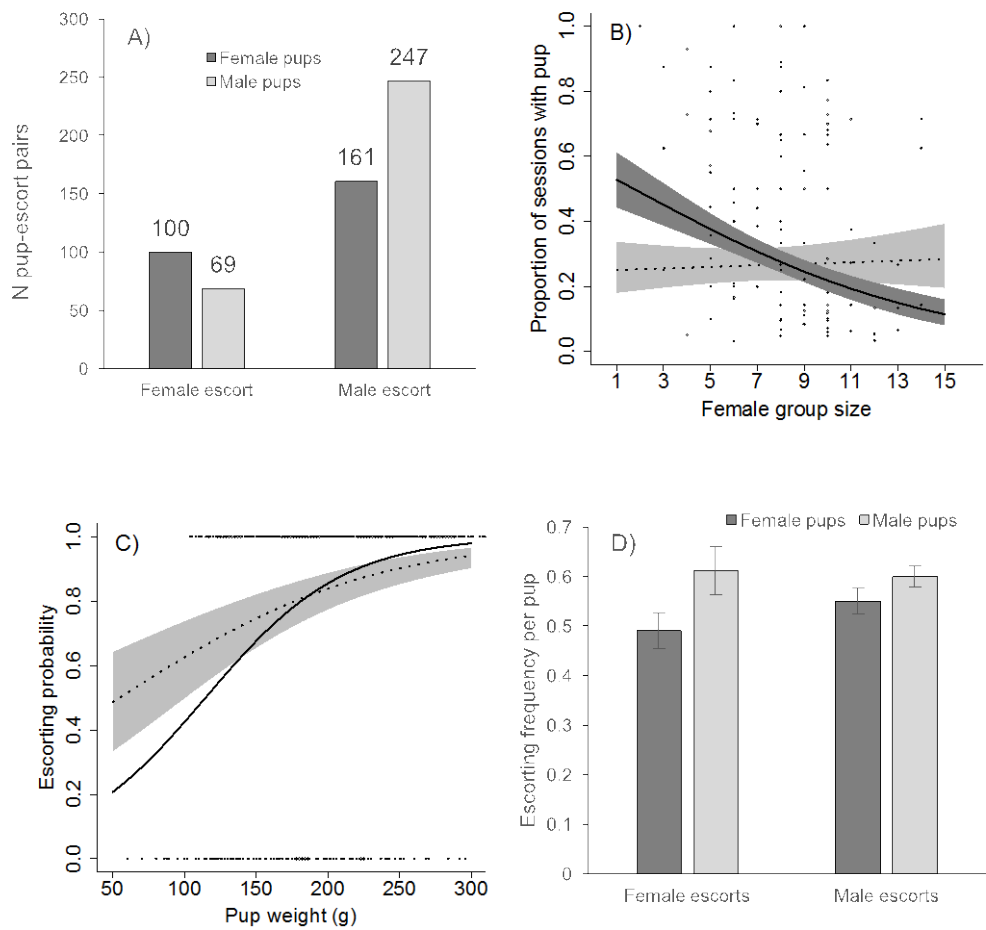 A)
N pup-escort pairs
300
250
200
150
100
50
0
Female pups
Male pups
100
69
161
247
Female escort
Male escort
B)
Proportion of sessions with pup
1.0
0.8
0.6
0.4
0.2
0.0
1 3 5 7 9 11 13 15
Female group size
C)
Escorting probability
1.0
0.8
0.6
0.4
0.2
0.0
50 100 150 200 250 300
Pup weight (g)
D)
Female pups
Male pups
Escorting frequency per pup
0.7
0.6
0.5
0.4
0.3
0.2
0.1
0
Female escorts
Male escorts